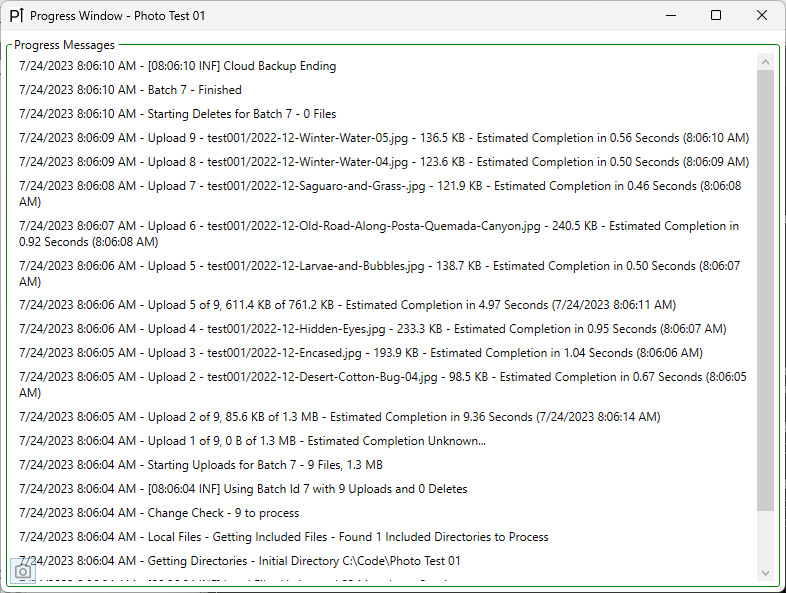 Progress Window - Photo Test 01
Progress Messages
7/24/2023 8:06:10 AM - [08:06:10 INF] Cloud Backup Ending
7/24/2023 8:06:10 AM - Batch 7 - Finished
7/24/2023 8:06:10 AM - Starting Deletes for Batch 7 - 0 Files
7/24/2023 8:06:09 AM - Upload 9 - test001/2022-12-Winter-Water-05.jpg - 136.5 KB - Estimated Completion in 0.56 Seconds (8:06:10 AM)
7/24/2023 8:06:09 AM - Upload 8 - test001/2022-12-Winter-Water-04.jpg - 123.6 KB - Estimated Completion in 0.50 Seconds (8:06:09 AM)
7/24/2023 8:06:08 AM - Upload 7 - test001/2022-12-Saguaro-and-Grass-.jpg - 121.9 KB - Estimated Completion in 0.46 Seconds (8:06:08
AM)
7/24/2023 8:06:07 AM - Upload 6 - test001/2022-12-Old-Road-Along-Posta-Quemada-Canyon.jpg - 240.5 KB - Estimated Completion in
0.92 Seconds (8:06:08 AM)
7/24/2023 8:06:06 AM - Upload 5 - test001/2022-12-Larvae-and-Bubbles.jpg - 138.7 KB - Estimated Completion in 0.50 Seconds (8:06:07
AM)
7/24/2023 8:06:06 AM - Upload 5 of 9, 611.4 KB of 761.2 KB - Estimated Completion in 4.97 Seconds (7/24/2023 8:06:11 AM)
7/24/2023 8:06:06 AM - Upload 4 - test001/2022-12-Hidden-Eyes.jpg - 233.3 KB - Estimated Completion in 0.95 Seconds (8:06:07 AM)
7/24/2023 8:06:05 AM - Upload 3 - test001/2022-12-Encased.jpg - 193.9 KB - Estimated Completion in 1.04 Seconds (8:06:06 AM)
7/24/2023 8:06:05 AM - Upload 2 - test001/2022-12-Desert-Cotton-Bug-04.jpg - 98.5 KB - Estimated Completion in 0.67 Seconds (8:06:05
AM)
7/24/2023 8:06:05 AM - Upload 2 of 9, 85.6 KB of 1.3 MB - Estimated Completion in 9.36 Seconds (7/24/2023 8:06:14 AM)
7/24/2023 8:06:04 AM - Upload 1 of 9, 0 B of 1.3 MB - Estimated Completion Unknown...
7/24/2023 8:06:04 AM - Starting Uploads for Batch 7 - 9 Files, 1.3 MB
7/24/2023 8:06:04 AM - [08:06:04 INF] Using Batch Id 7 with 9 Uploads and 0 Deletes
7/24/2023 8:06:04 AM - Change Check - 9 to process
7/24/2023 8:06:04 AM - Local Files - Getting Included Files - Found 1 Included Directories to Process
7/24/2023 8:06:04 AM - Getting Directories - Initial Directory C:\Code\Photo Test 01